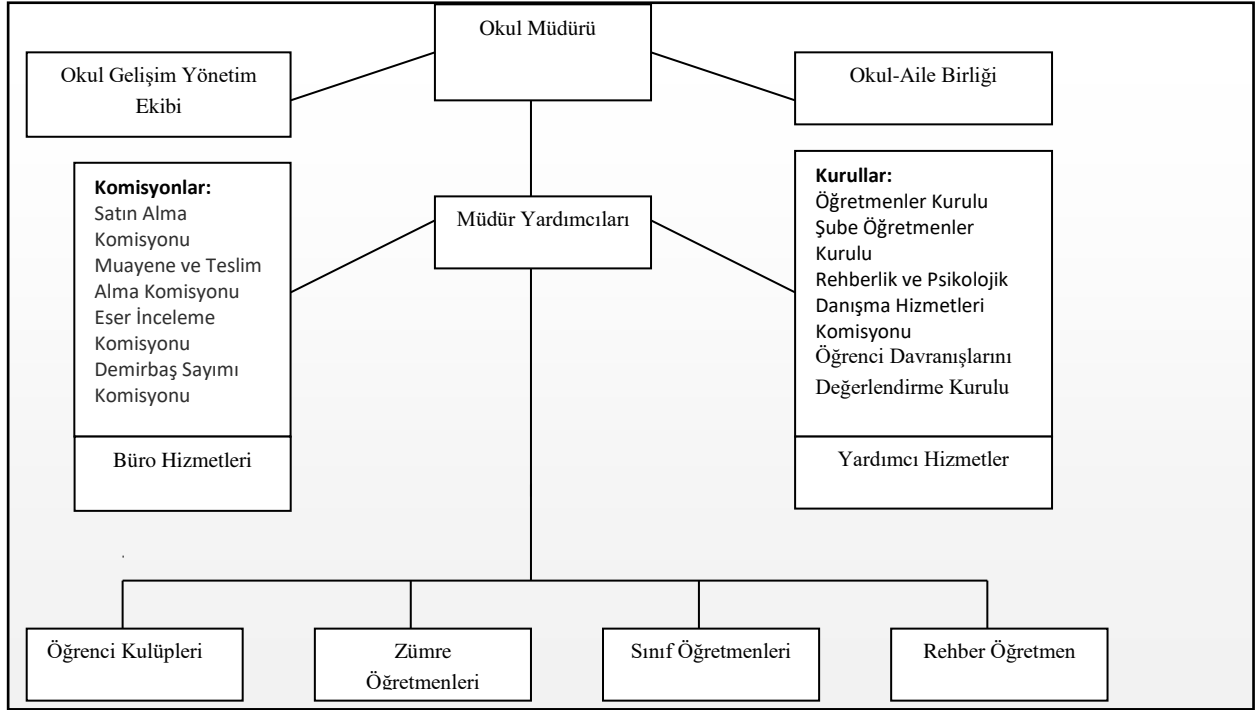 Okul Müdürü
Okul Gelişim Yönetim
Ekibi
Okul-Aile Birliği
Komisyonlar:
Satın Alma
Komisyonu
Muayene ve Teslim
Alma Komisyonu
Eser İnceleme
Komisyonu
Demirbaş Sayımı
Komisyonu
Müdür Yardımcıları
Kurullar:
Öğretmenler Kurulu
Şube Öğretmenler
Kurulu
Rehberlik ve Psikolojik
Danışma Hizmetleri
Komisyonu
Öğrenci Davranışlarını
Değerlendirme Kurulu
Büro Hizmetleri
Yardımcı Hizmetler
Öğrenci Kulüpleri
Zümre
Öğretmenleri
Sınıf Öğretmenleri
Rehber Öğretmen